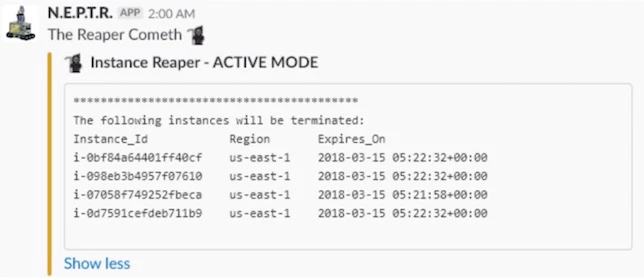 N.E.P.T.R. APP 2:00 AM
The Reaper Cometh
Instance Reaper - ACTIVE MODE
******************************************
The following instances will be terminated:
Instance_Id Region Expires_On
i-0bf84a64401ff40cf us-east-1 2018-03-15 05:22:32+00:00
i-098eb3b4957f07610 us-east-1 2018-03-15 05:22:32+00:00
i-07058f749252fbeca us-east-1 2018-03-15 05:21:58+00:00
i-0d7591cefdeb711b9 us-east-1 2018-03-15 05:22:32+00:00
Show less